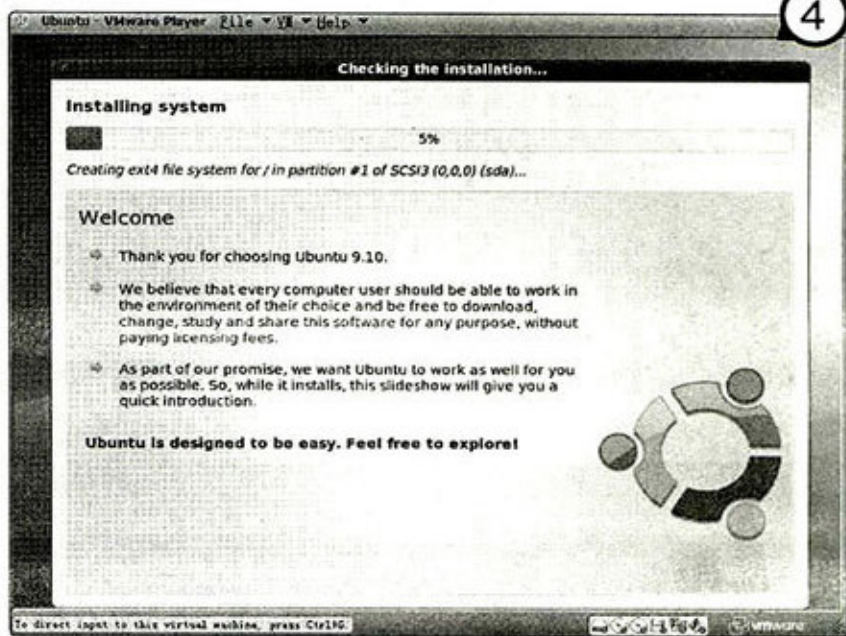 4
Ubuntu - VMware Player File VM Help
Checking the installation...
Installing system
5%
Creating ext4 file system for / in partition #1 of SCSI3 (0,0,0) (sda)...
Welcome
Thank you for choosing Ubuntu 9.10.
We believe that every computer user should be able to work in
the environment of their choice and be free to download,
change, study and share this software for any purpose, without
paying licensing fees.
As part of our promise, we want Ubuntu to work as well for you
as possible. So, while it installs, this slideshow will give you a
quick introduction.
Ubuntu is designed to be easy. Feel free to explore!
To direct input to this virtual machine, press Ctrl+G.
vmware